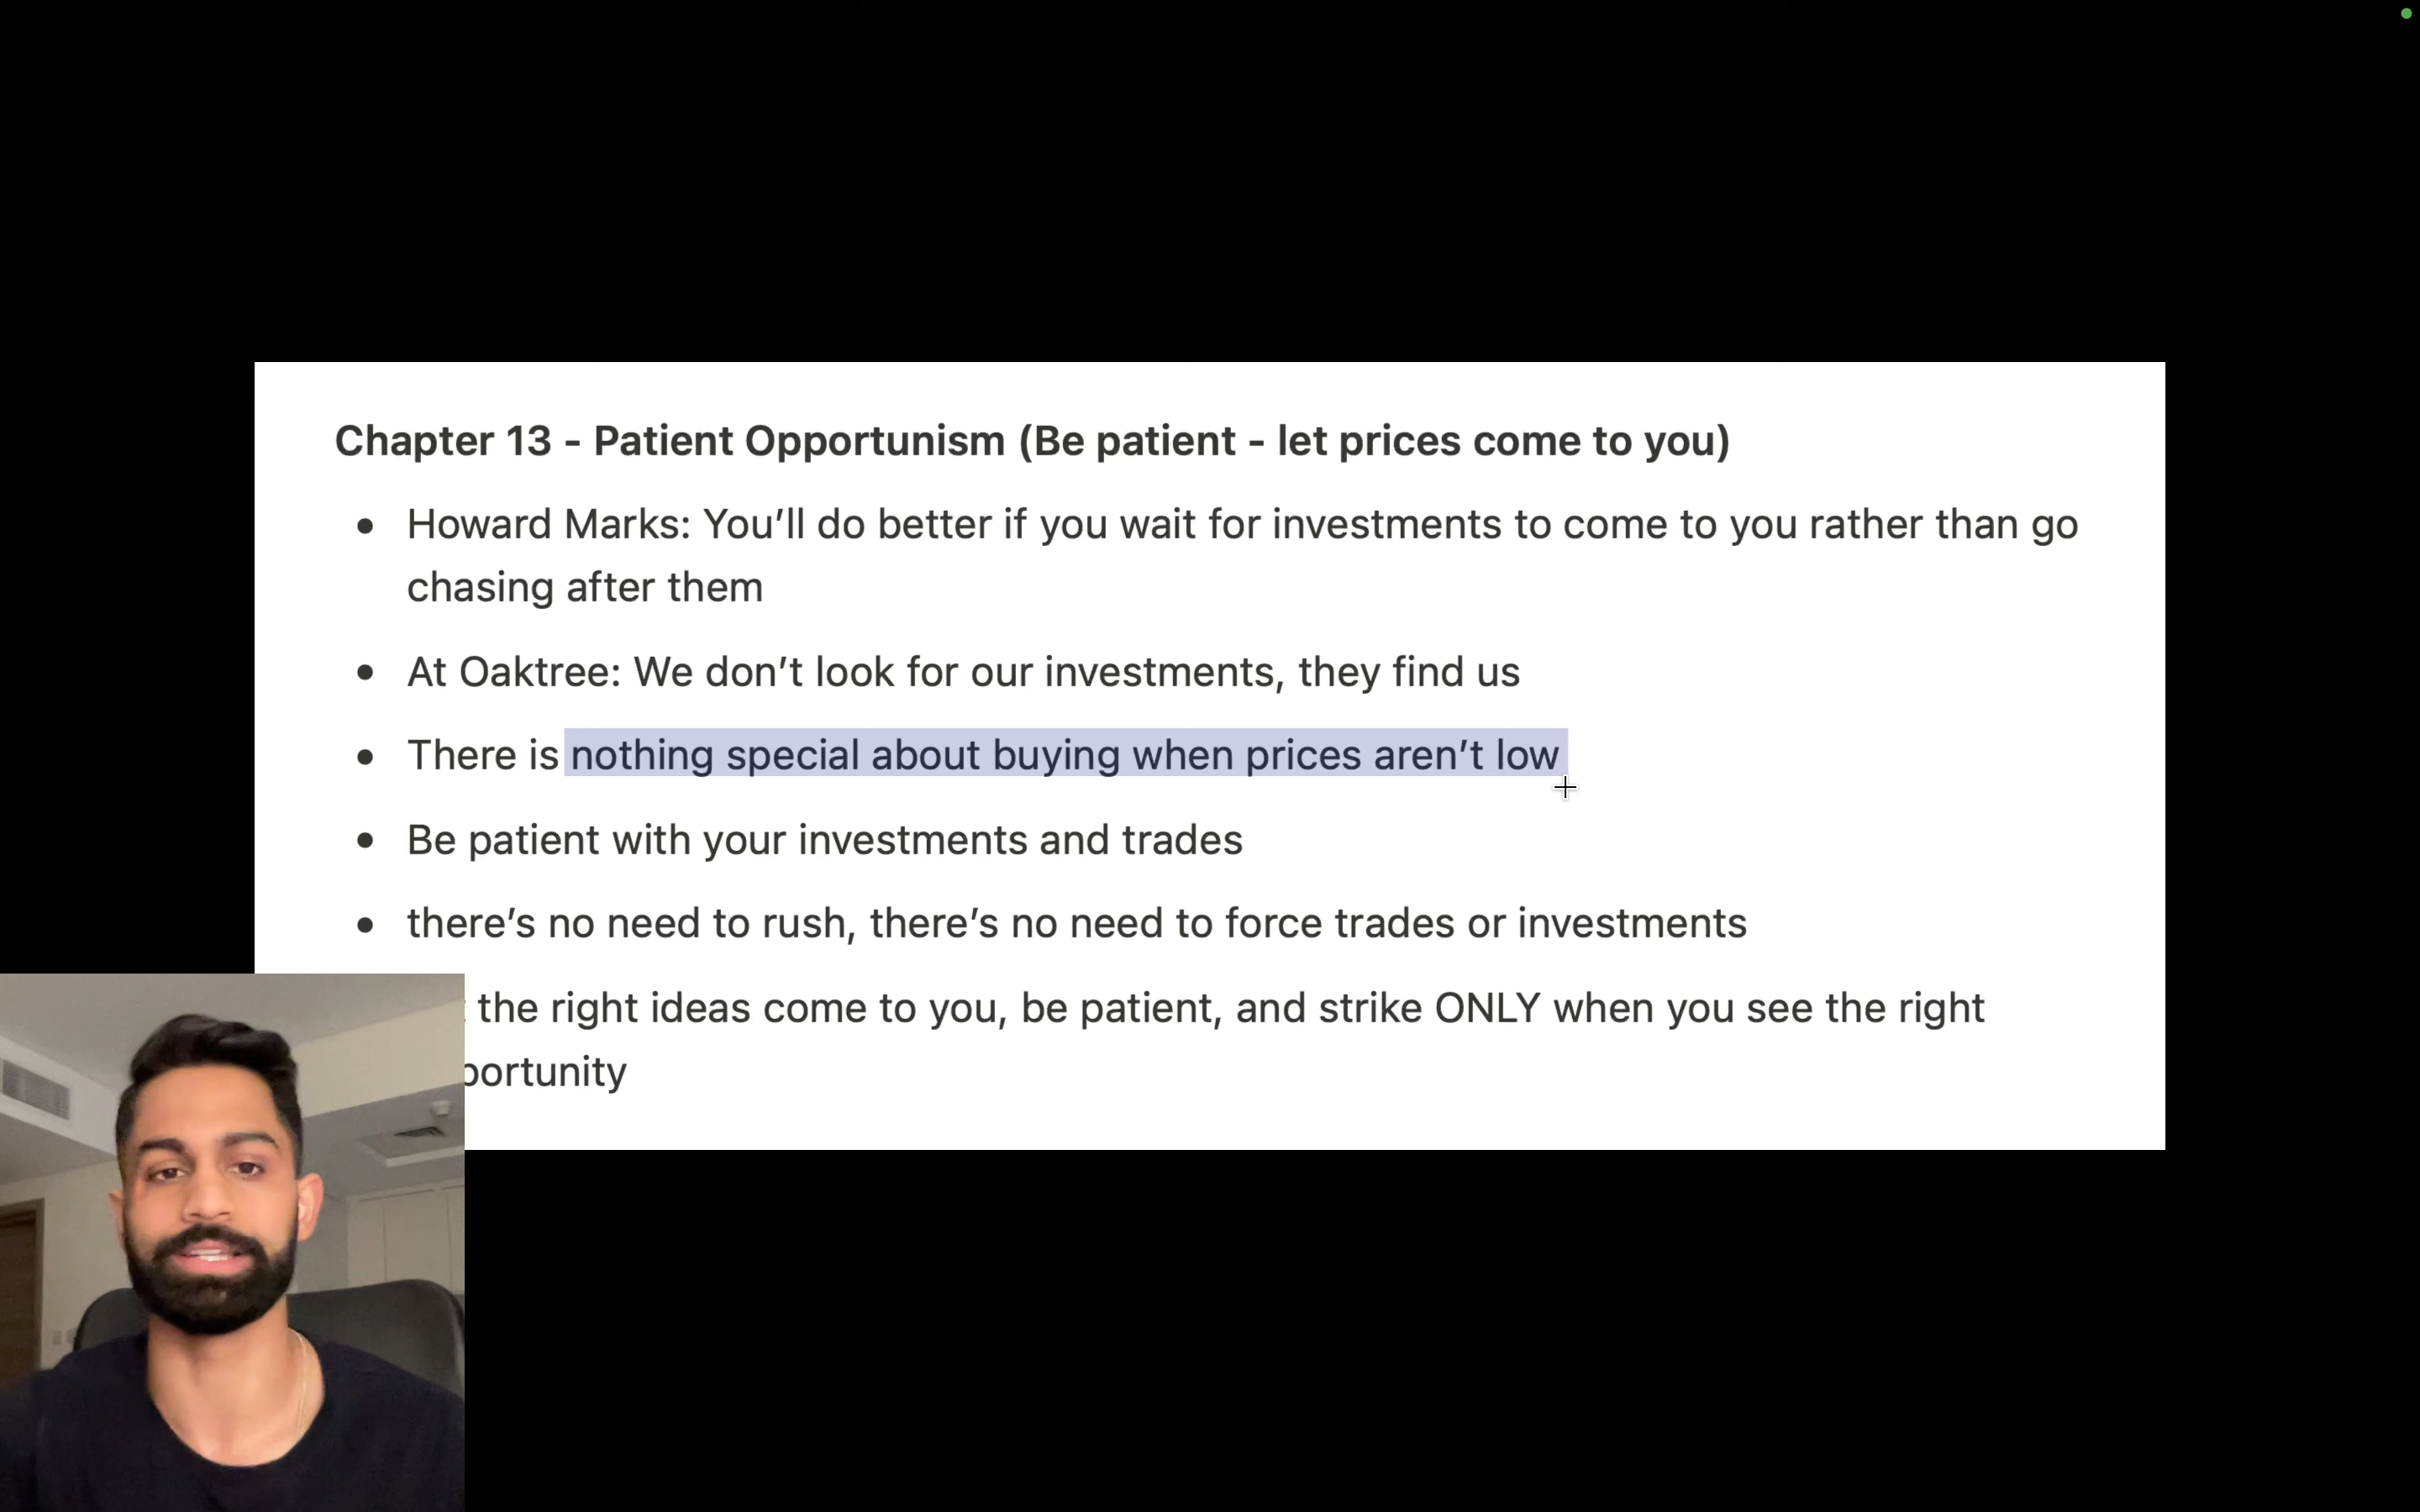 Chapter 13 - Patient Opportunism (Be patient - let prices come to you)
• Howard Marks: You’ll do better if you wait for investments to come to you rather than go
chasing after them
• At Oaktree: We don’t look for our investments, they find us
• There is nothing special about buying when prices aren’t low
• Be patient with your investments and trades
• there’s no need to rush, there’s no need to force trades or investments
the right ideas come to you, be patient, and strike ONLY when you see the right
portunity